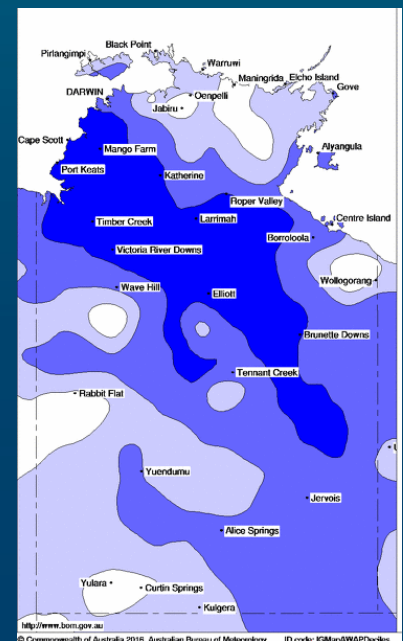 Black Point
Pirlangimpi
Warruwi
Maningrida
Elcho Island
DARWIN
Oenpelli
Gove
Jabiru
Cape Scott
Mango Farm
Alyangula
Port Keats
Katherine
Roper Valley
Timber Creek
Larrimah
Centre Island
Borroloola
Victoria River Downs
Wollogorang
Wave Hill
Elliott
Brunette Downs
Tennant Creek
Rabbit Flat
Yuendumu
Jervois
Alice Springs
Yulara
Curtin Springs
Kulgera
http://www.bom.gov.au
© Commonwealth of Australia 2016, Australian Bureau of Meteorology ID code: IGMapAWAPDeciles